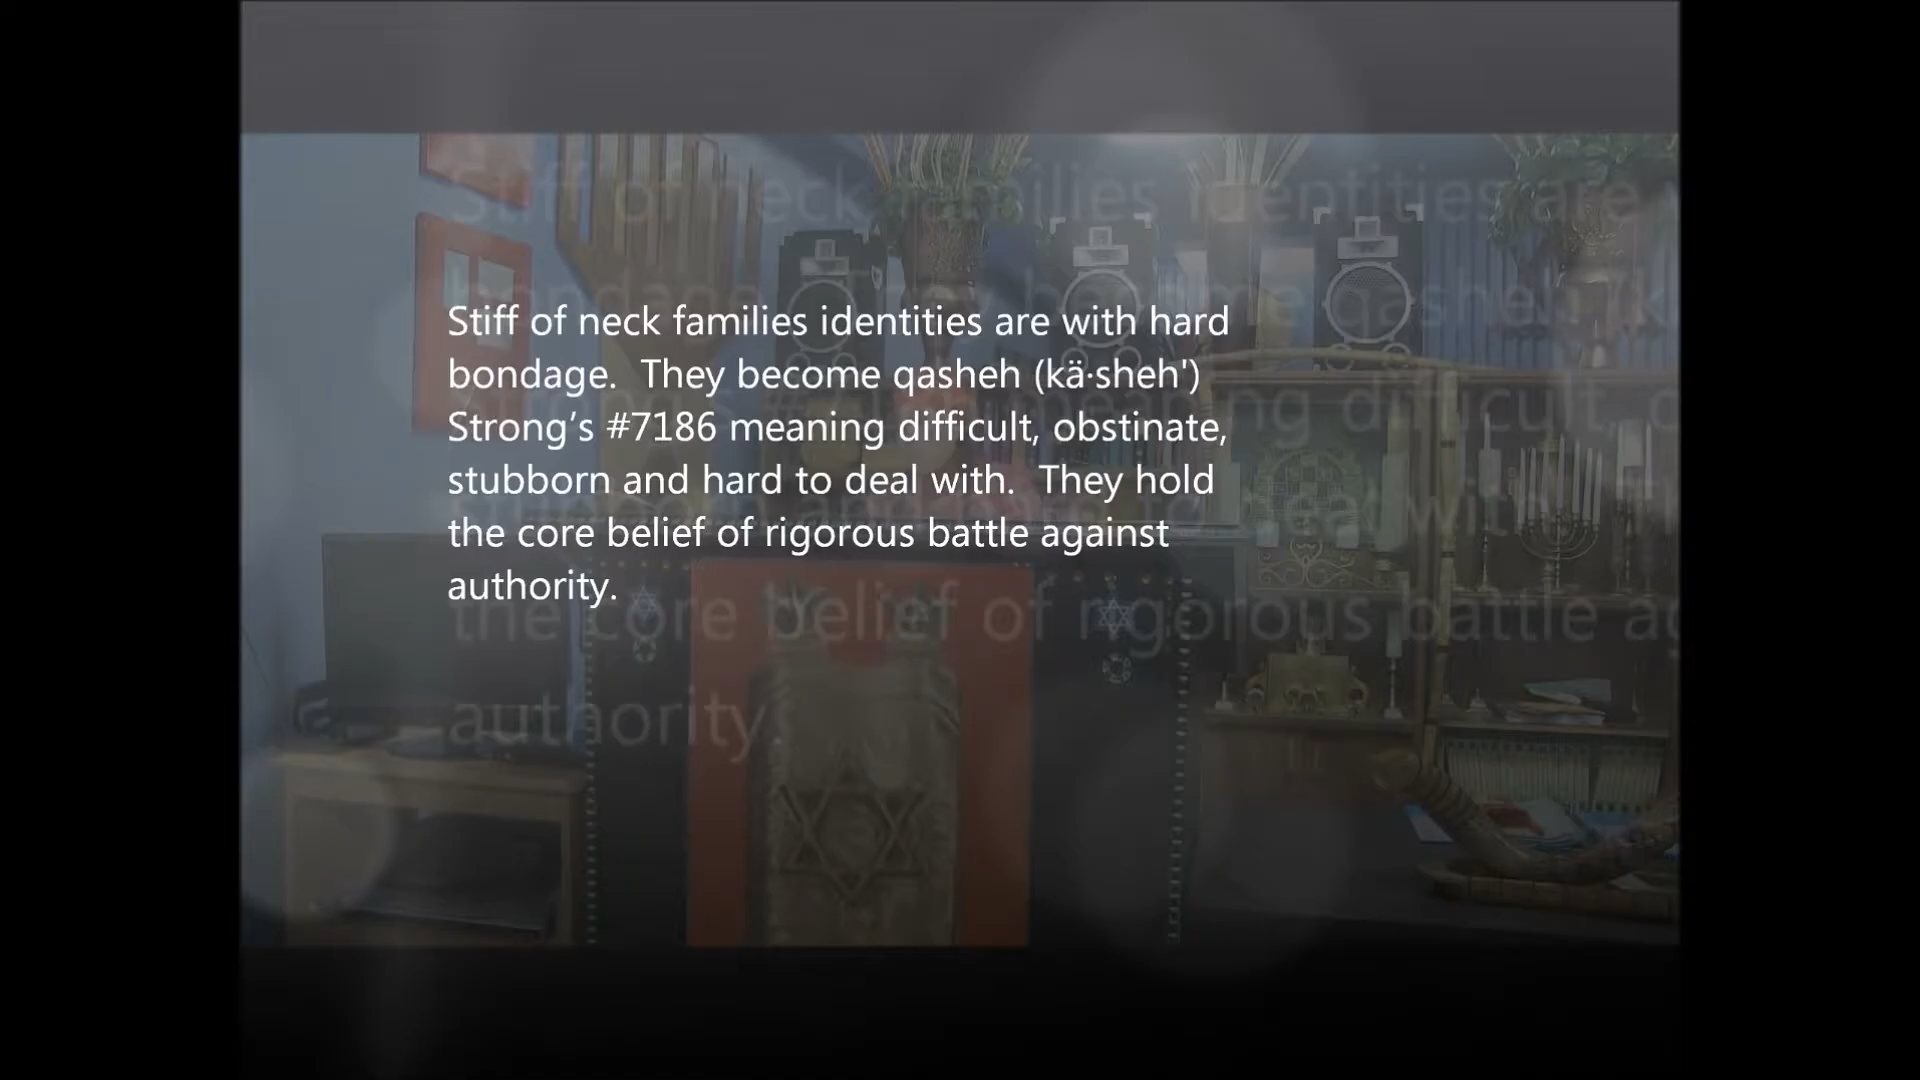 Stiff of neck families identities are with hard
bondage.  They become qasheh (kä·sheh')
Strong’s #7186 meaning difficult, obstinate,
stubborn and hard to deal with.  They hold
the core belief of rigorous battle against
authority.